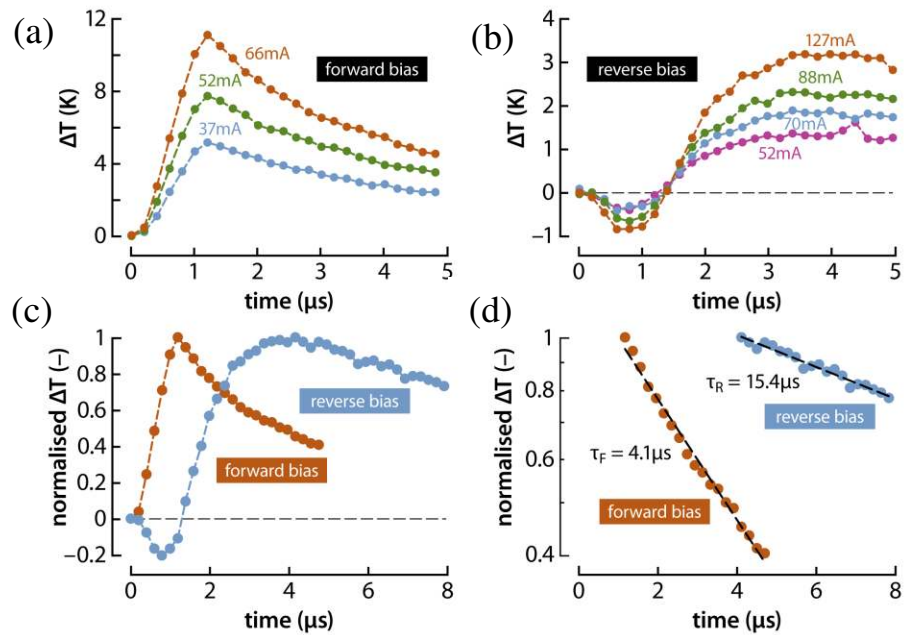 (a)
12
8
4
0
ΔT (K)
66mA
52mA
37mA
forward bias
0 1 2 3 4 5
time (μs)
(b)
4
3
2
1
0
−1
ΔT (K)
reverse bias
127mA
88mA
70mA
52mA
0 1 2 3 4 5
time (μs)
(c)
1
0.8
0.6
0.4
0.2
0
−0.2
normalised ΔT (−)
reverse bias
forward bias
0 2 4 6 8
time (μs)
(d)
1
0.8
0.6
0.4
normalised ΔT (−)
τR = 15.4μs
reverse bias
τF = 4.1μs
forward bias
0 2 4 6 8
time (μs)